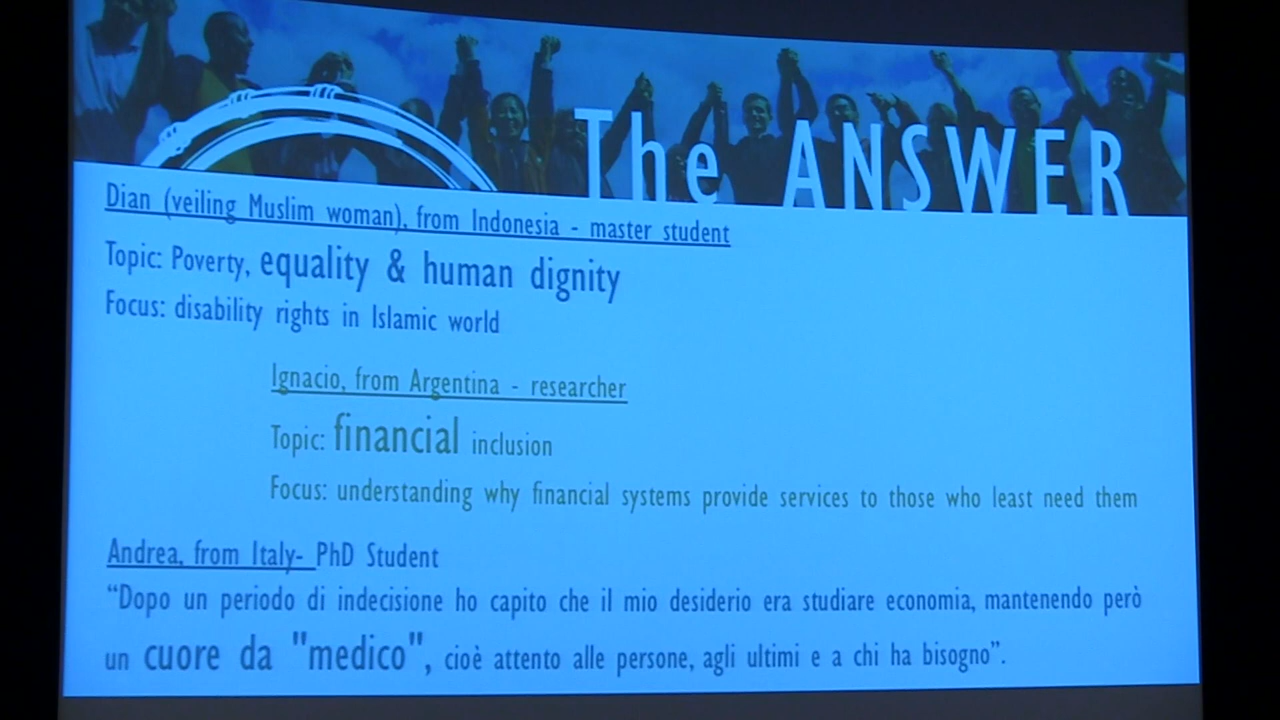 The ANSWER
Dian (veiling Muslim woman), from Indonesia - master student
Topic: Poverty, equality & human dignity
Focus: disability rights in Islamic world
Ignacio, from Argentina - researcher
Topic: financial inclusion
Focus: understanding why financial systems provide services to those who least need them
Andrea, from Italy- PhD Student
“Dopo un periodo di indecisione ho capito che il mio desiderio era studiare economia, mantenendo però
un cuore da "medico", cioè attento alle persone, agli ultimi e a chi ha bisogno”.